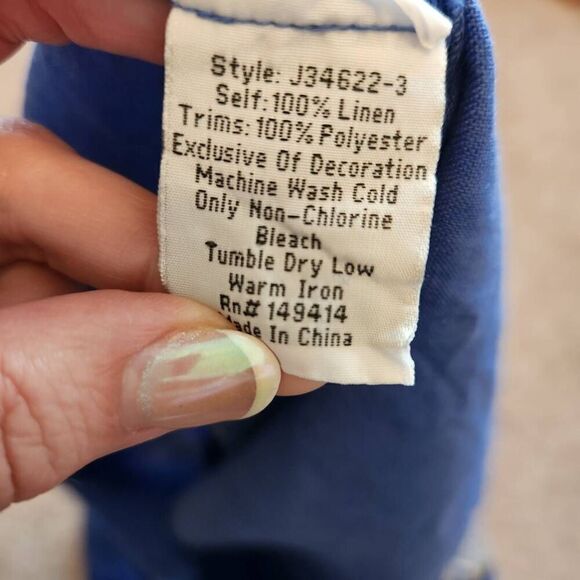 Style: J34622-3
Self:100% Linen
Trims:100% Polyester
Exclusive Of Decoration
Machine Wash Cold
Only Non-Chlorine
Bleach
Tumble Dry Low
Warm Iron
Rn# 149414
Made In China